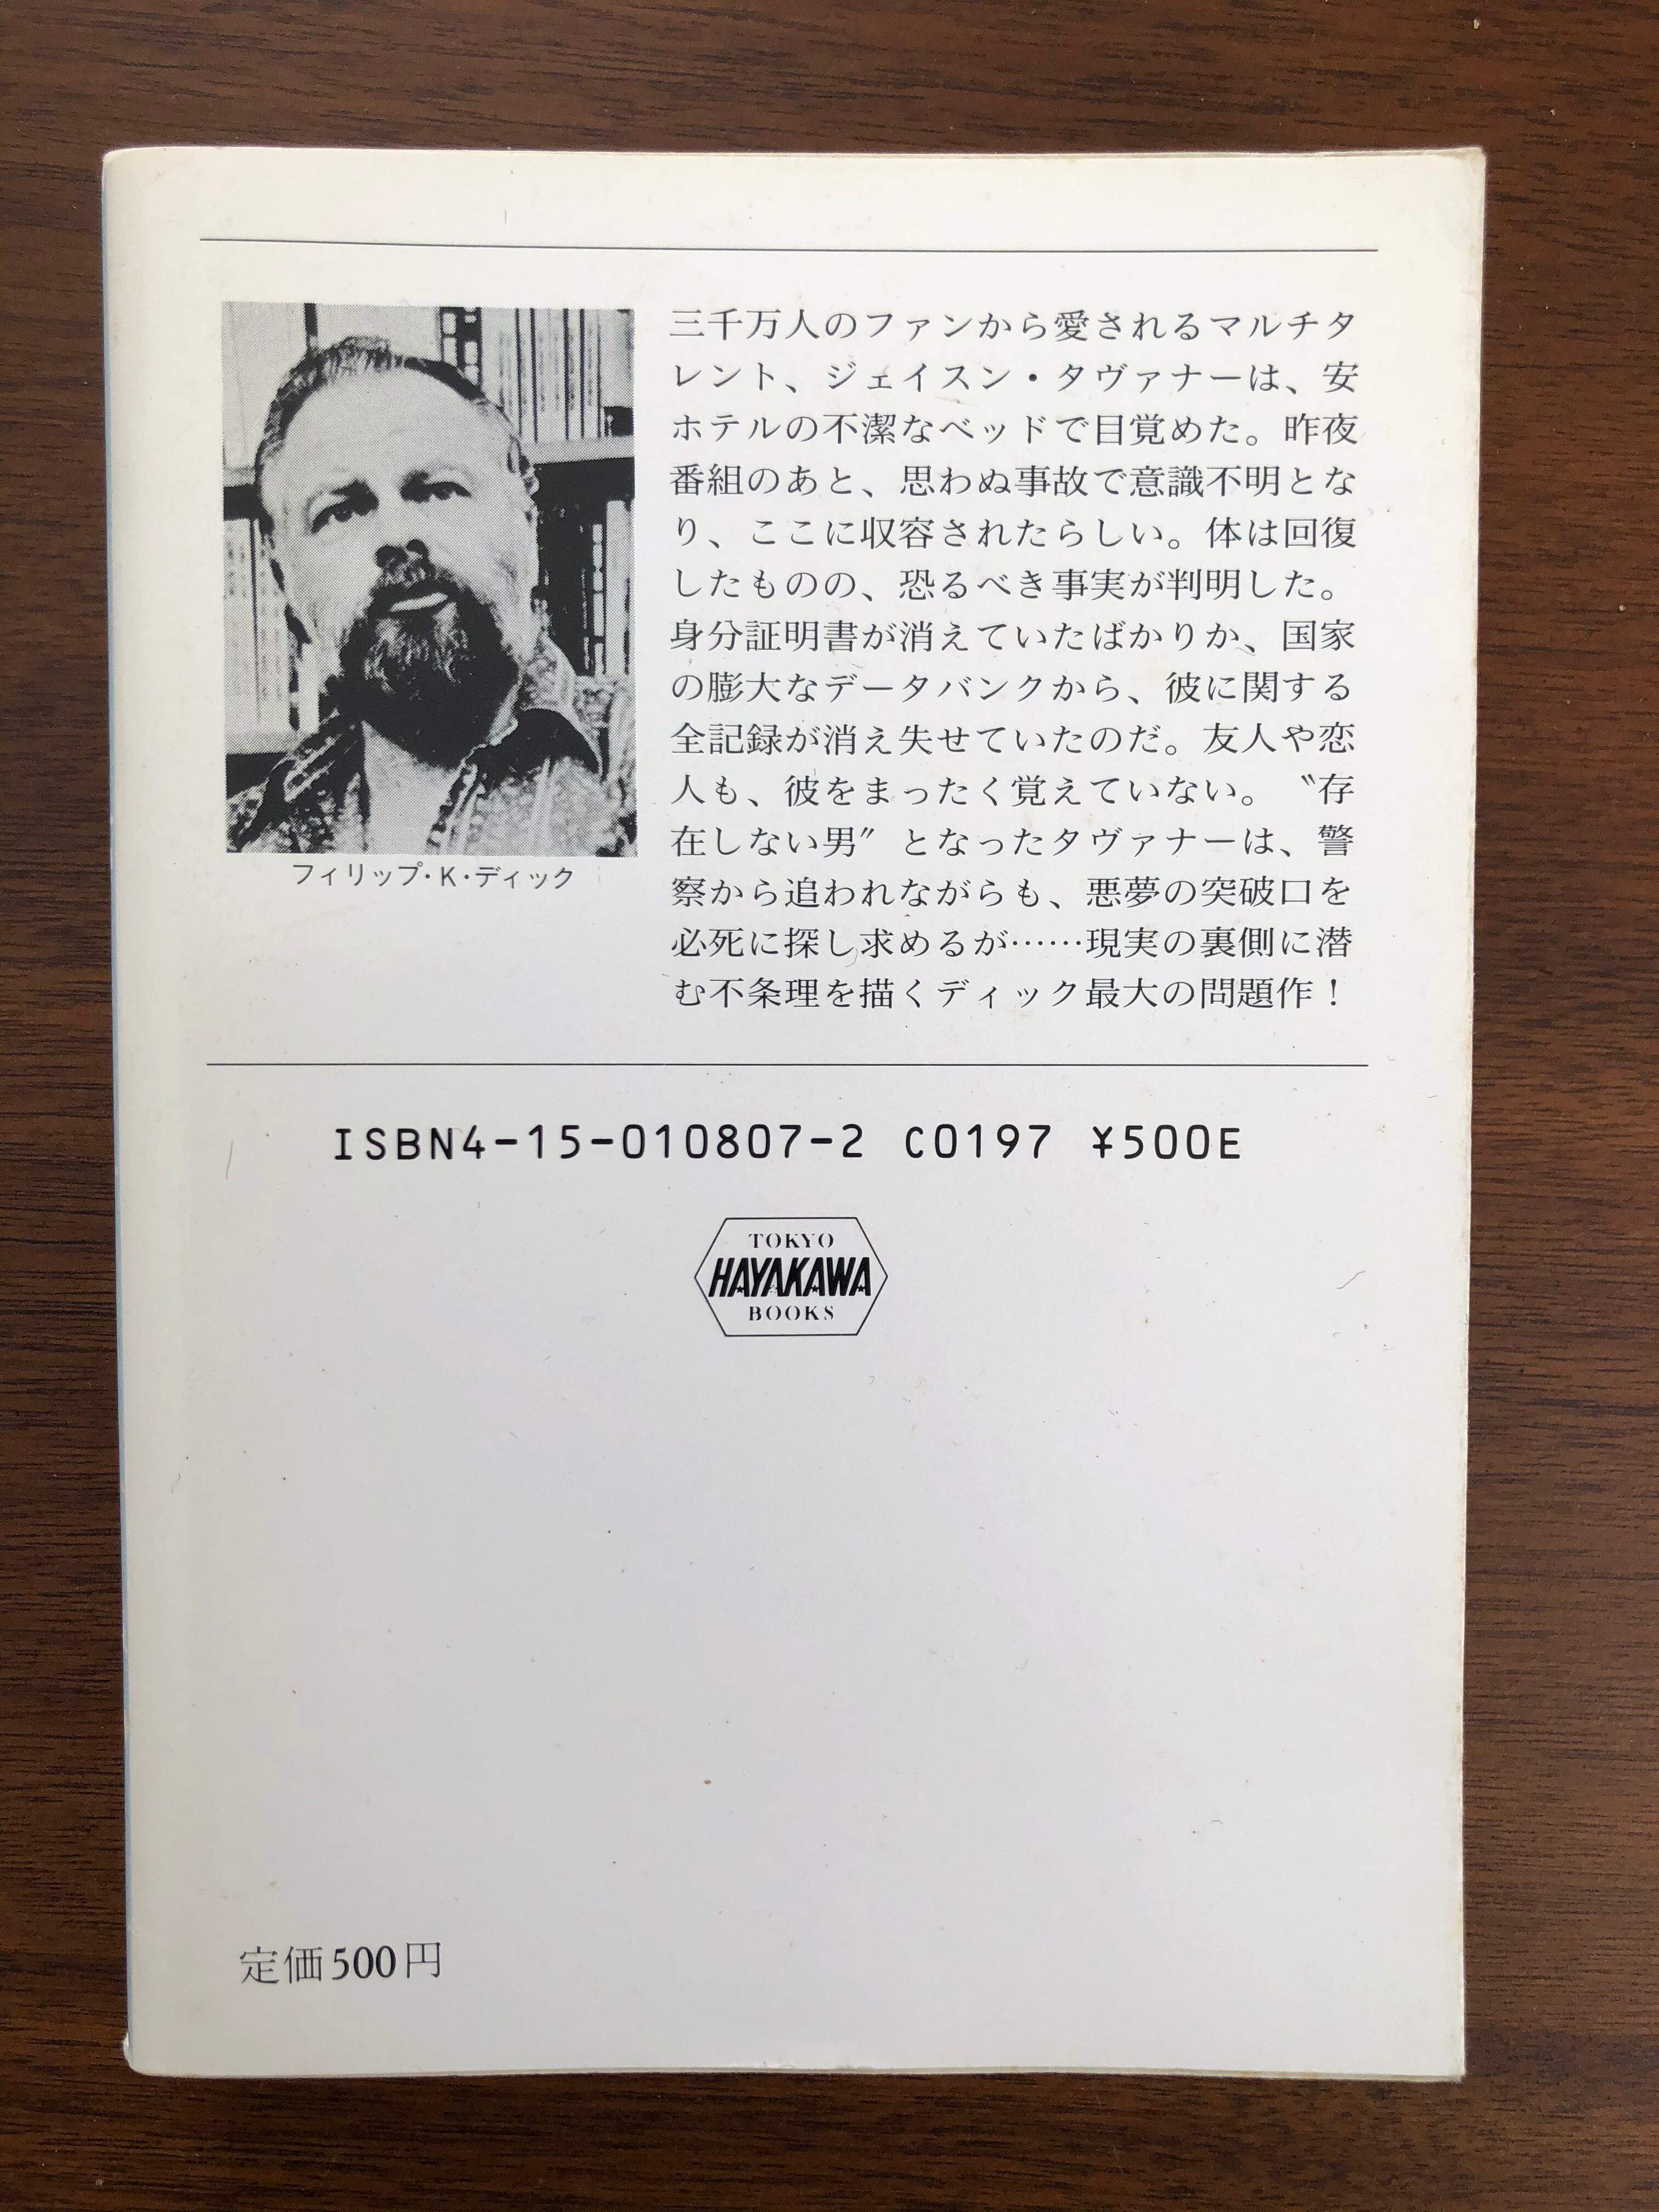 三千万人のファンから愛されるマルチタ
レント、ジェイスン・タヴァナーは、安
ホテルの不潔なベッドで目覚めた。昨夜
番組のあと、思わぬ事故で意識不明とな
り、ここに収容されたらしい。体は回復
したものの、恐るべき事実が判明した。
身分証明書が消えていたばかりか、国家
の膨大なデータバンクから、彼に関する
全記録が消え失せていたのだ。友人や恋
人も、彼をまったく覚えていない。〝存
在しない男〞となったタヴァナーは、警
察から追われながらも、悪夢の突破口を
必死に探し求めるが……現実の裏側に潜
む不条理を描くディック最大の問題作！
フィリップ・K・ディック
ISBN4-15-010807-2 C0197 ¥500E
TOKYO
HAYAKAWA
BOOKS
定価500円